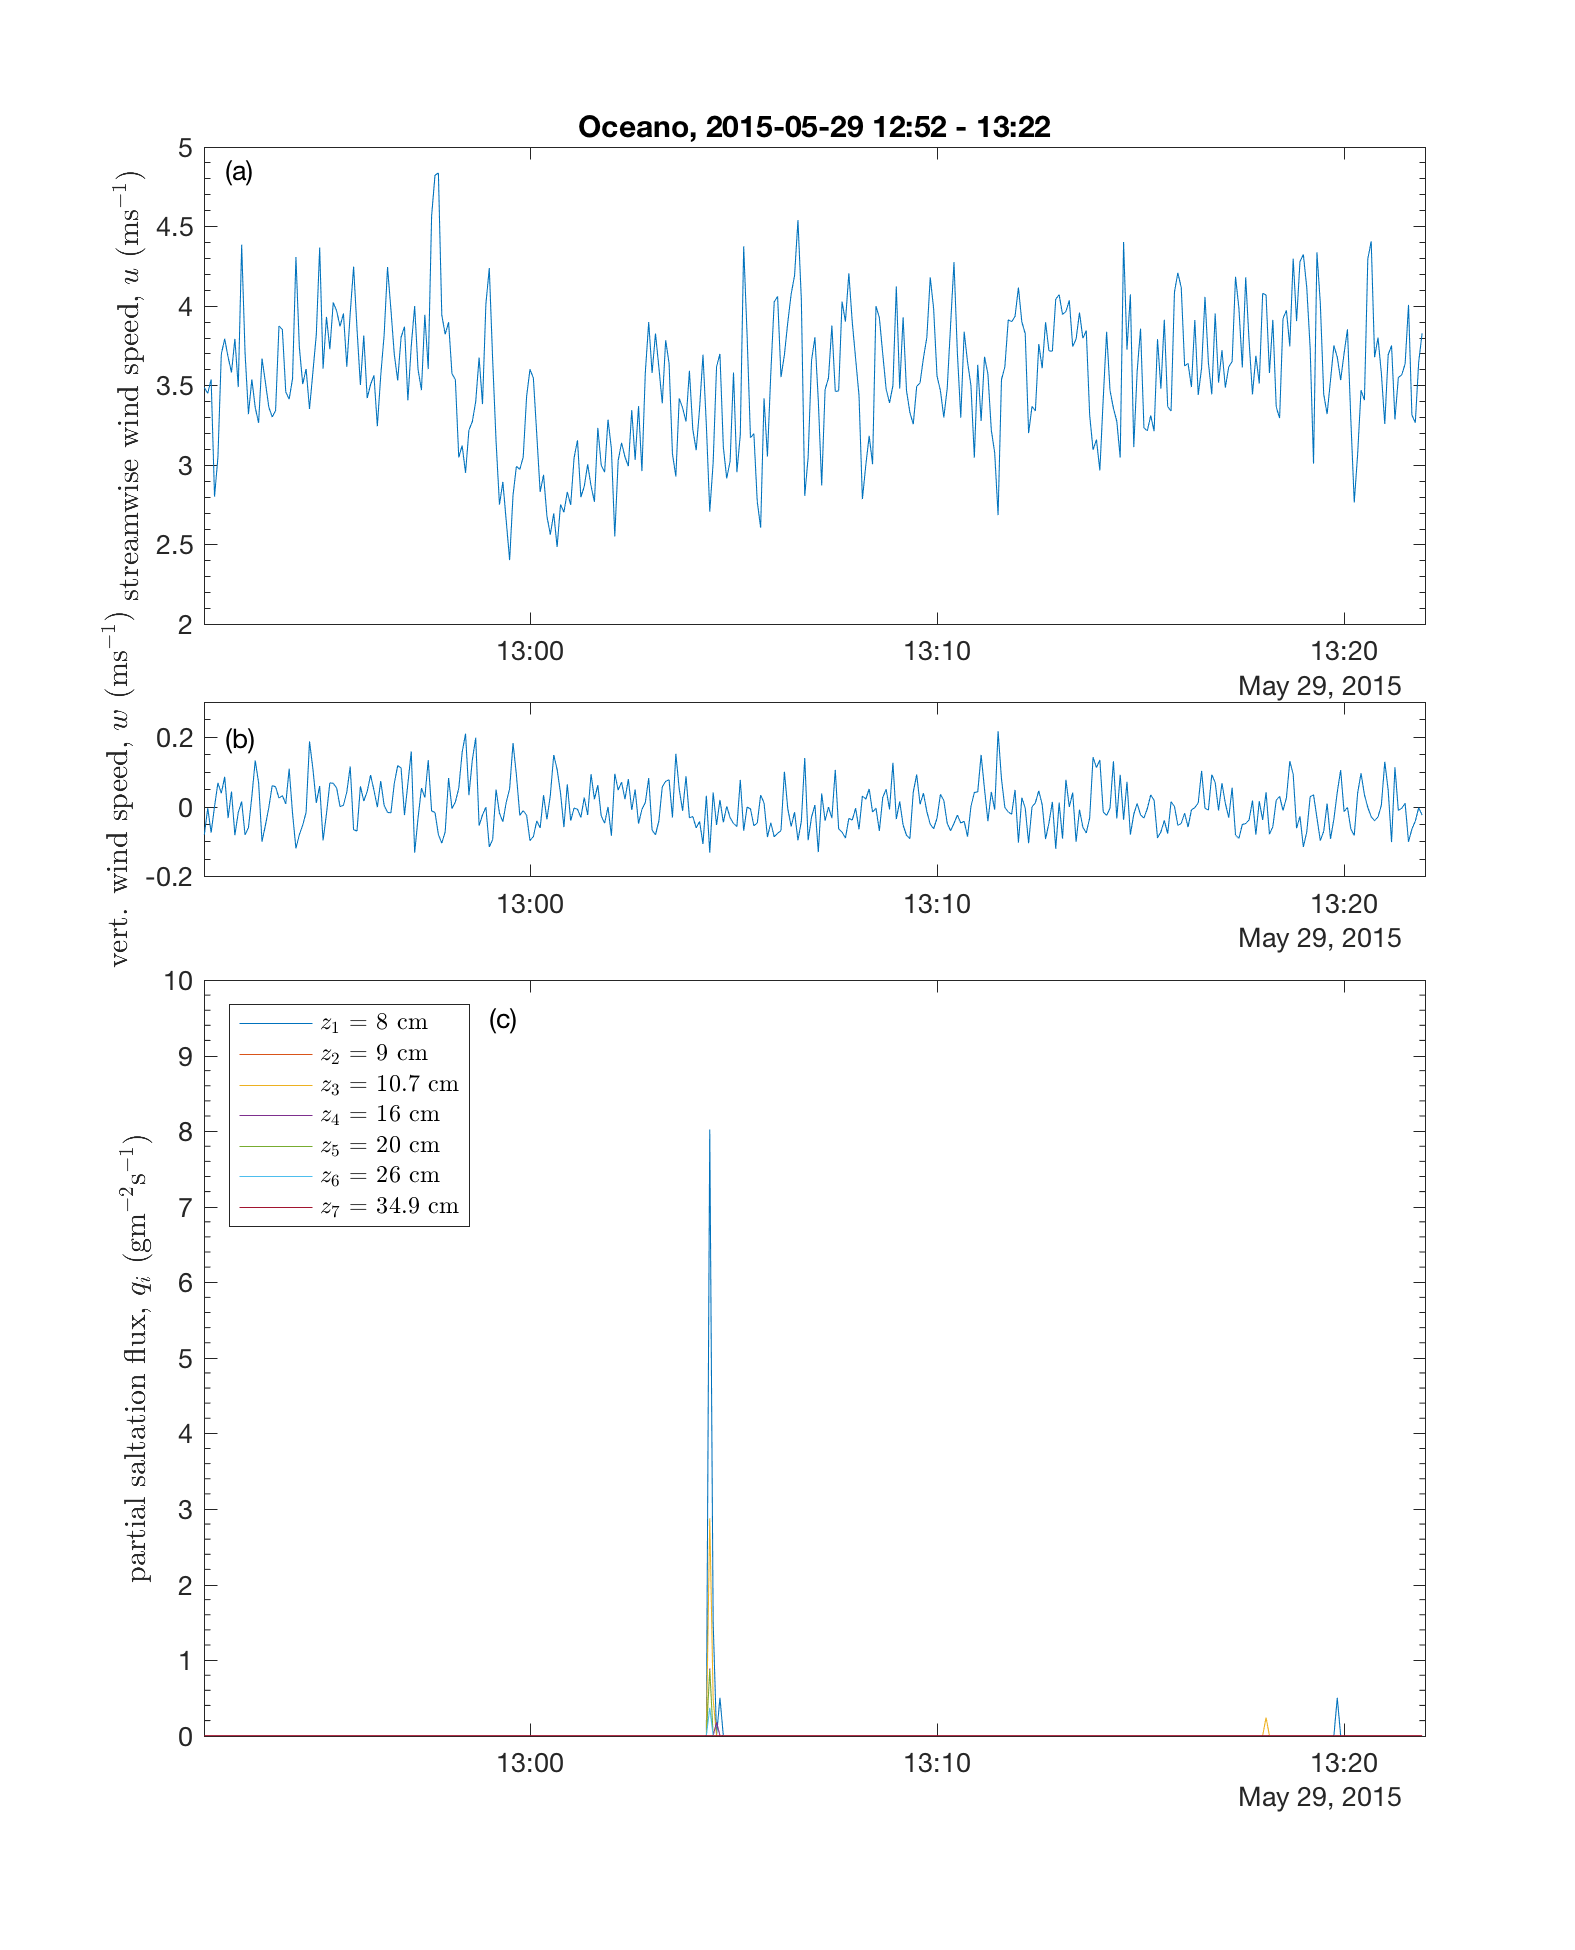 Oceano, 2015-05-29 12:52 - 13:22
(a)
streamwise wind speed, u (ms⁻¹)
5
4.5
4
3.5
3
2.5
2
13:00 13:10 13:20
May 29, 2015
(b)
vert. wind speed, w (ms⁻¹)
0.2
0
-0.2
13:00 13:10 13:20
May 29, 2015
(c)
partial saltation flux, qᵢ (gm⁻²s⁻¹)
10
9
8
7
6
5
4
3
2
1
0
z₁ = 8 cm
z₂ = 9 cm
z₃ = 10.7 cm
z₄ = 16 cm
z₅ = 20 cm
z₆ = 26 cm
z₇ = 34.9 cm
13:00 13:10 13:20
May 29, 2015